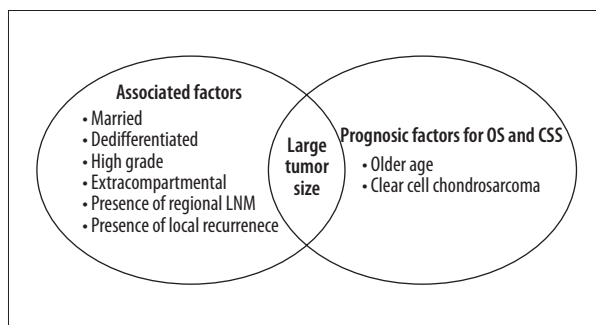 Associated factors
• Married
• Dedifferentiated
• High grade
• Extracompartmental
• Presence of regional LNM
• Presence of local recurrenece
Large
tumor
size
Prognosic factors for OS and CSS
• Older age
• Clear cell chondrosarcoma